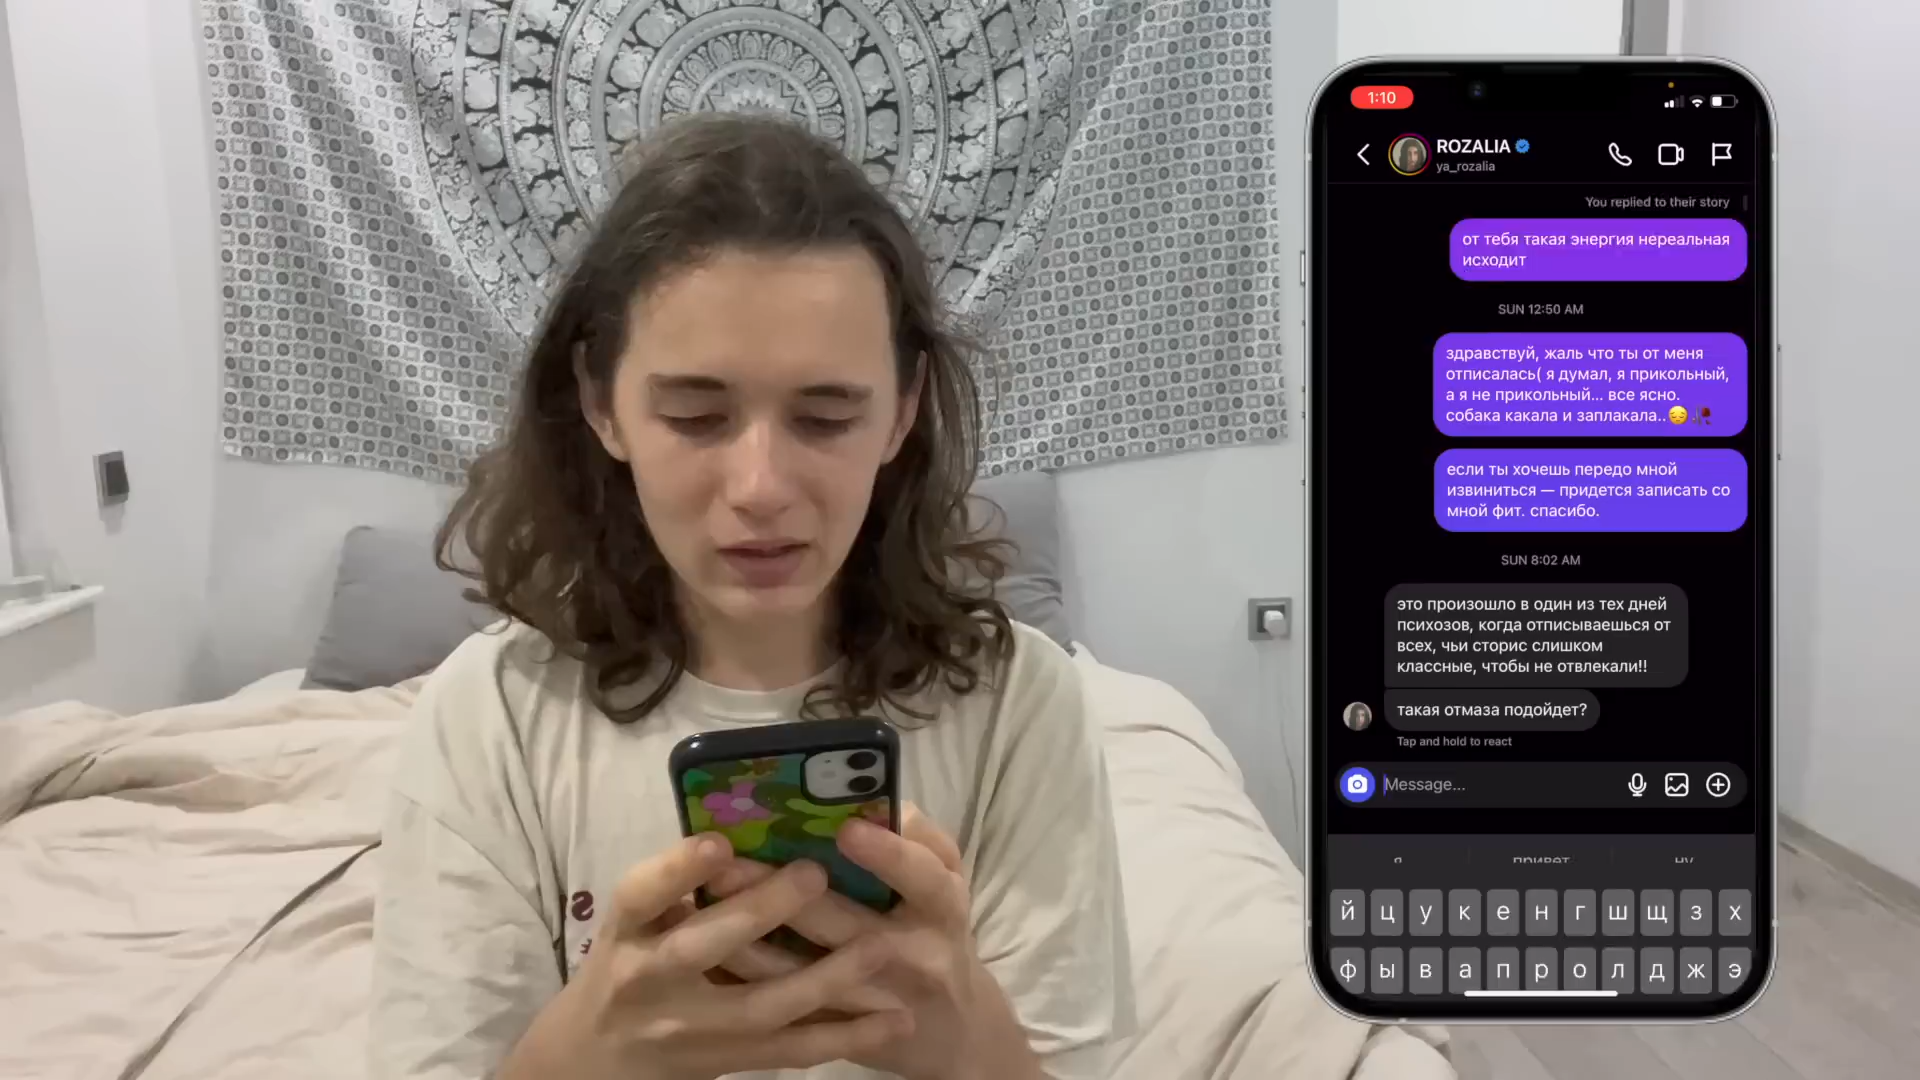 1:10
ROZALIA
ya_rozalia
You replied to their story
от тебя такая энергия нереальная
исходит
SUN 12:50 AM
здравствуй, жаль что ты от меня
отписалась( я думал, я прикольный,
а я не прикольный... все ясно.
собака какала и заплакала..😔🥀
если ты хочешь передо мной
извиниться — придется записать со
мной фит. спасибо.
SUN 8:02 AM
это произошло в один из тех дней
психозов, когда отписываешься от
всех, чьи сторис слишком
классные, чтобы не отвлекали!!
такая отмаза подойдет?
Tap and hold to react
Message...
я привет ну
й ц у к е н г ш щ з х
ф ы в а п р о л д ж э